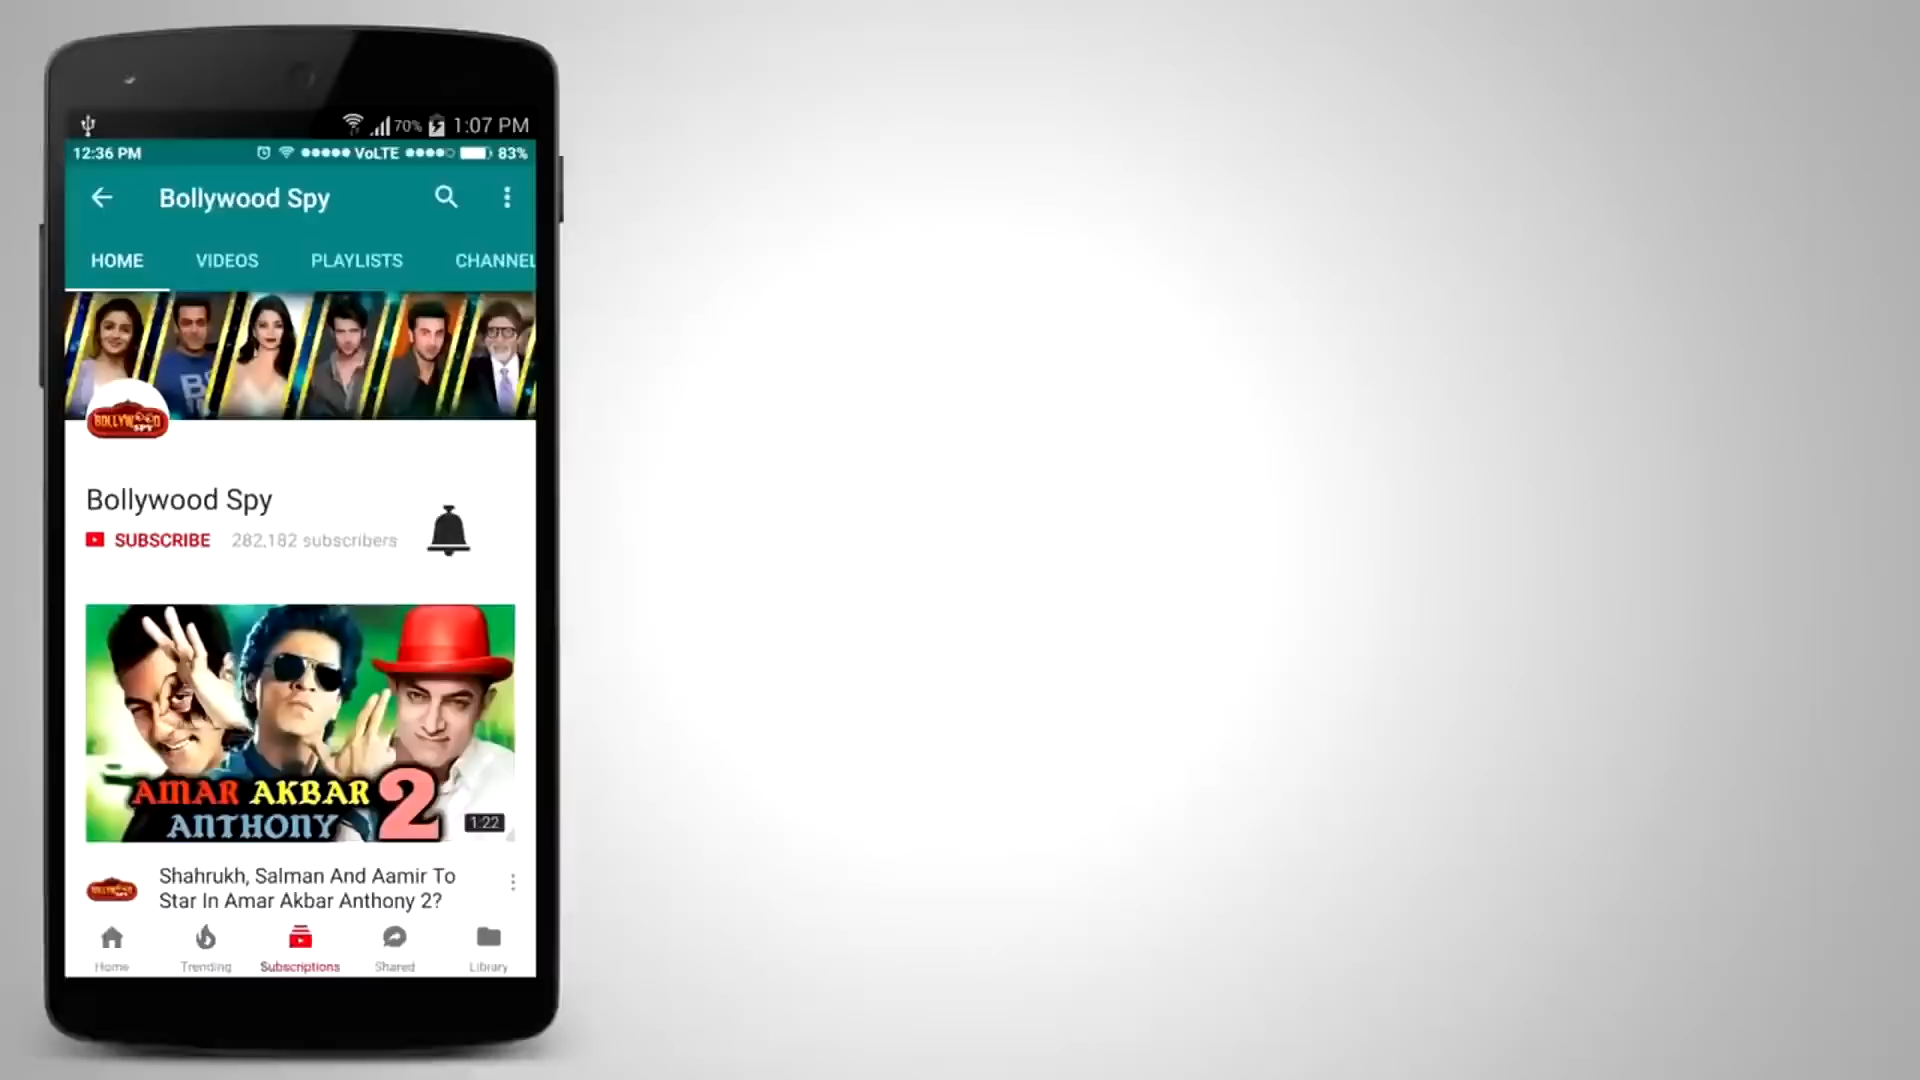 70% 1:07 PM
12:36 PM VoLTE 83%
Bollywood Spy
HOME VIDEOS PLAYLISTS CHANNEL
BOLLYWOOD
SPY
Bollywood Spy
SUBSCRIBE 282,182 subscribers
AMAR AKBAR
ANTHONY 2
1:22
Shahrukh, Salman And Aamir To
Star In Amar Akbar Anthony 2?
Home Trending Subscriptions Shared Library